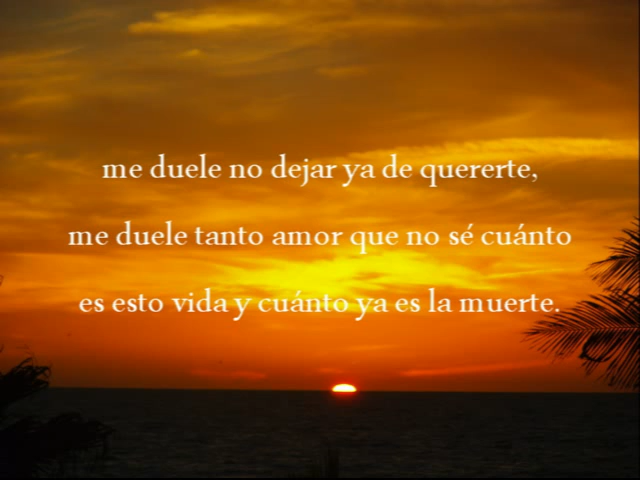 me duele no dejar ya de quererte,
me duele tanto amor que no sé cuánto
es esto vida y cuánto ya es la muerte.